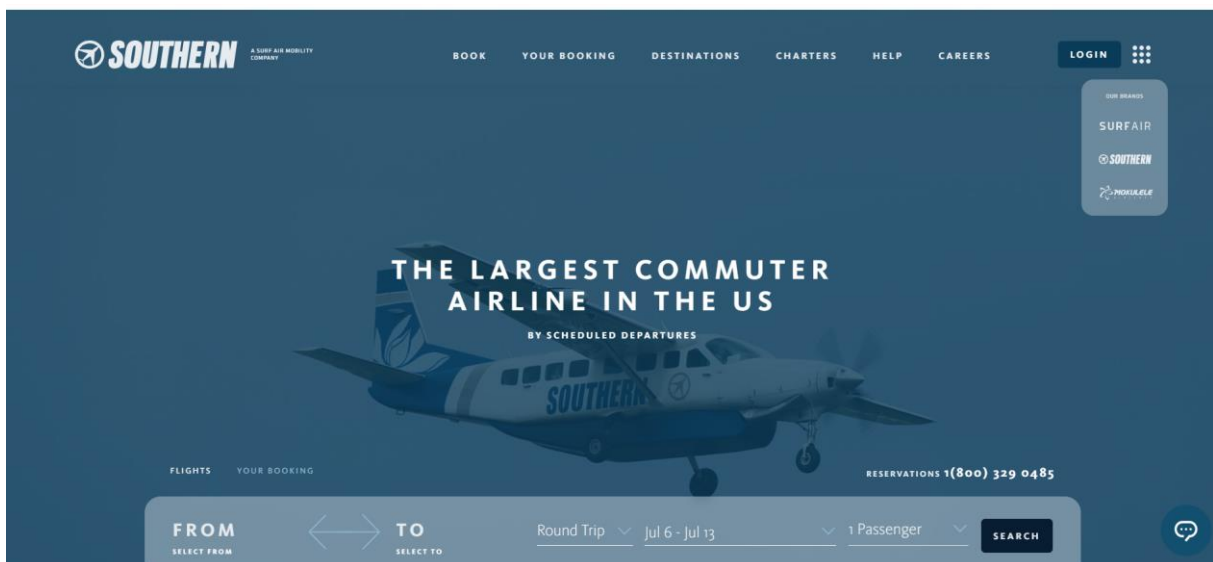 SOUTHERN
A SURF AIR MOBILITY
COMPANY
BOOK YOUR BOOKING DESTINATIONS CHARTERS HELP CAREERS
LOGIN
OUR BRANDS
SURFAIR
SOUTHERN
MOKULELE
THE LARGEST COMMUTER
AIRLINE IN THE US
BY SCHEDULED DEPARTURES
SOUTHERN
FLIGHTS YOUR BOOKING
RESERVATIONS 1(800) 329 0485
FROM
SELECT FROM
TO
SELECT TO
Round Trip
Jul 6 - Jul 13
1 Passenger
SEARCH